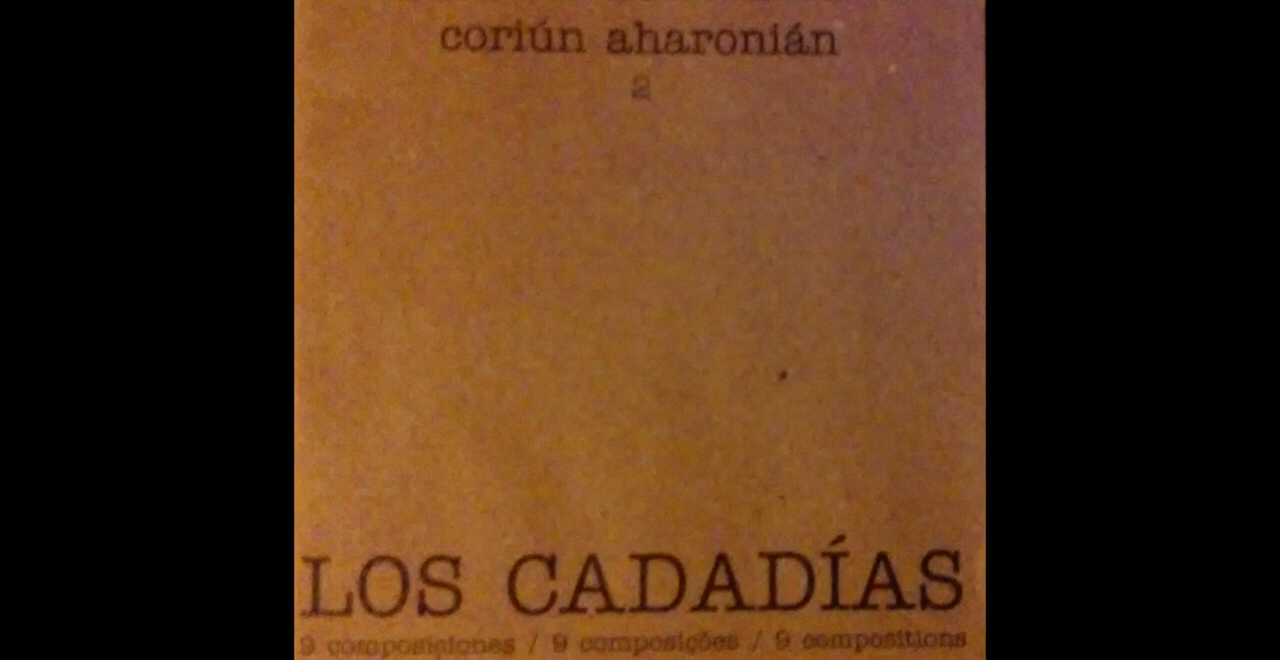 coriún aharonián
2
LOS CADADÍAS
9 composiciones / 9 composições / 9 compositions